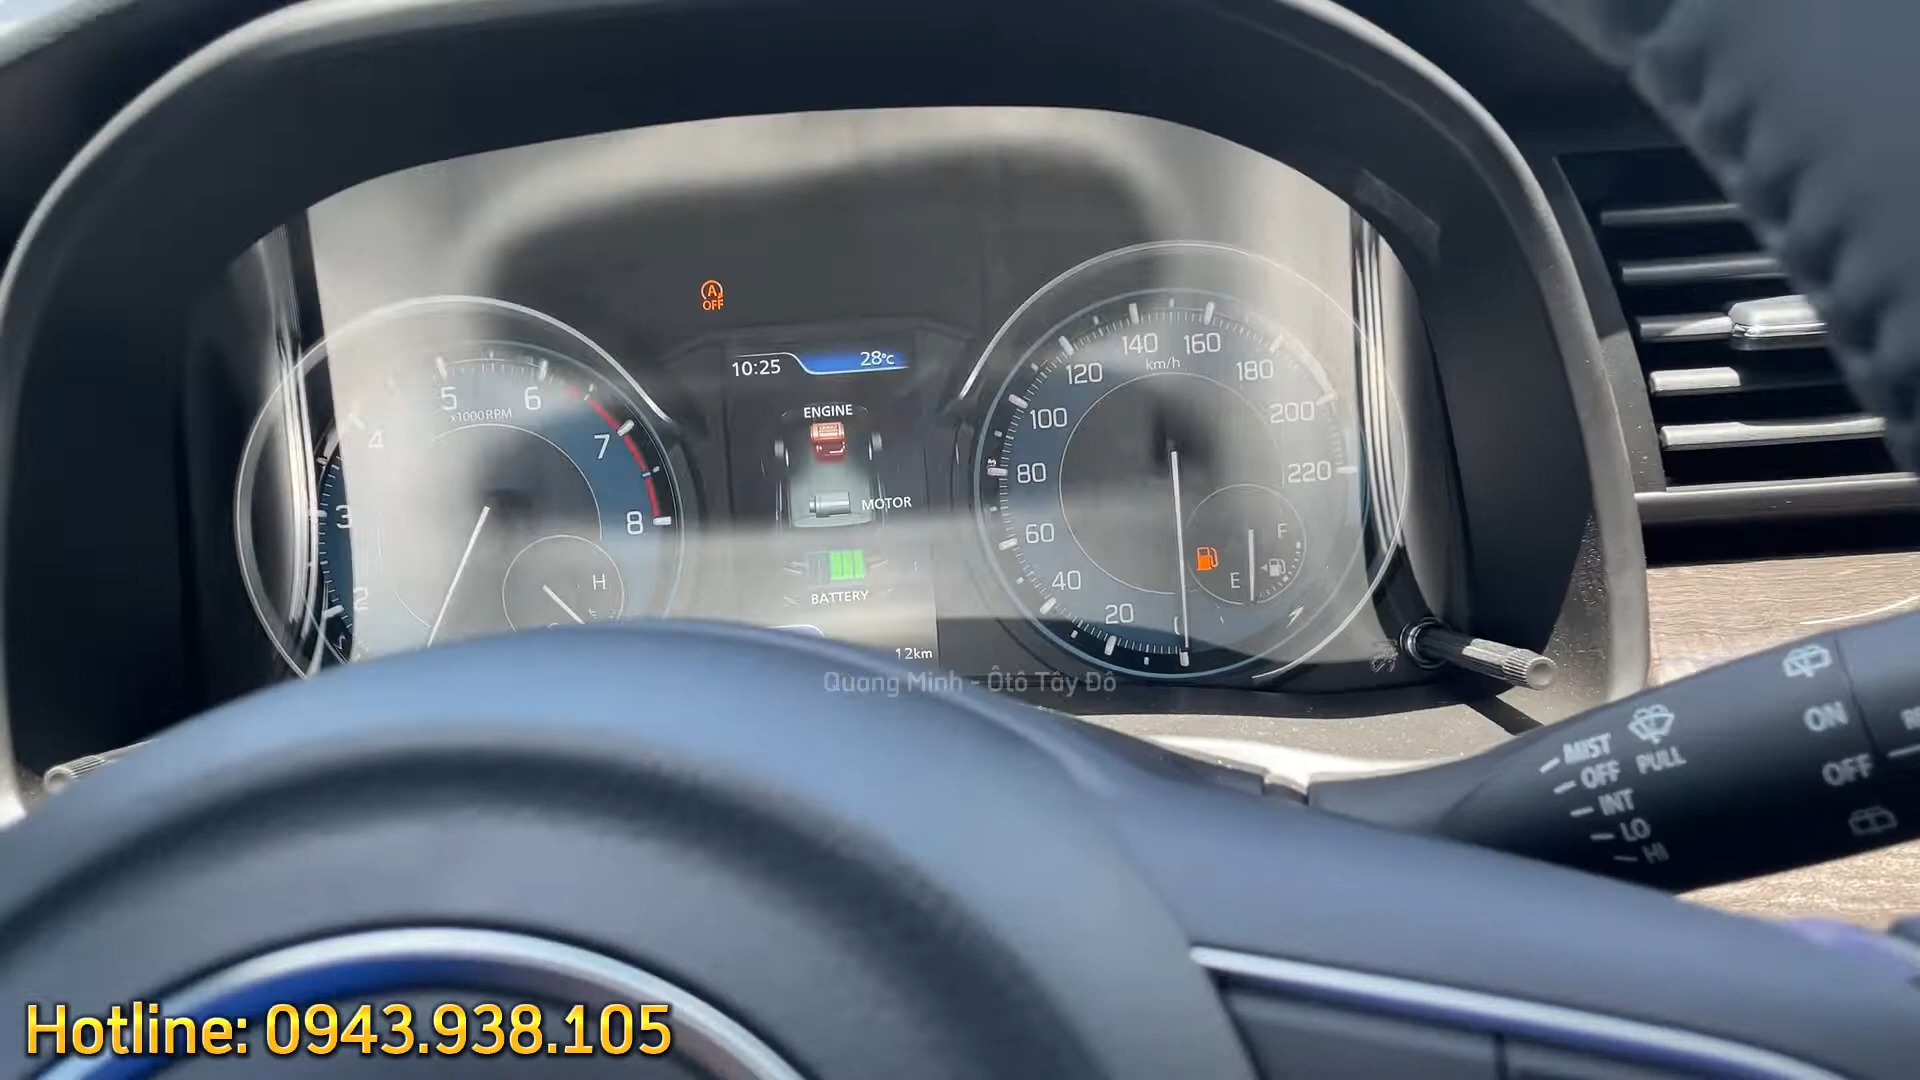 A
OFF
10:25 28°C
ENGINE
MOTOR
BATTERY
12km
2
3
4
5
6
7
8
x1000RPM
H
20
40
60
80
100
120
140
160
180
200
220
km/h
F
E
Quang Minh - Ôtô Tây Đô
MIST
OFF PULL
INT
LO
HI
ON
OFF
Hotline: 0943.938.105